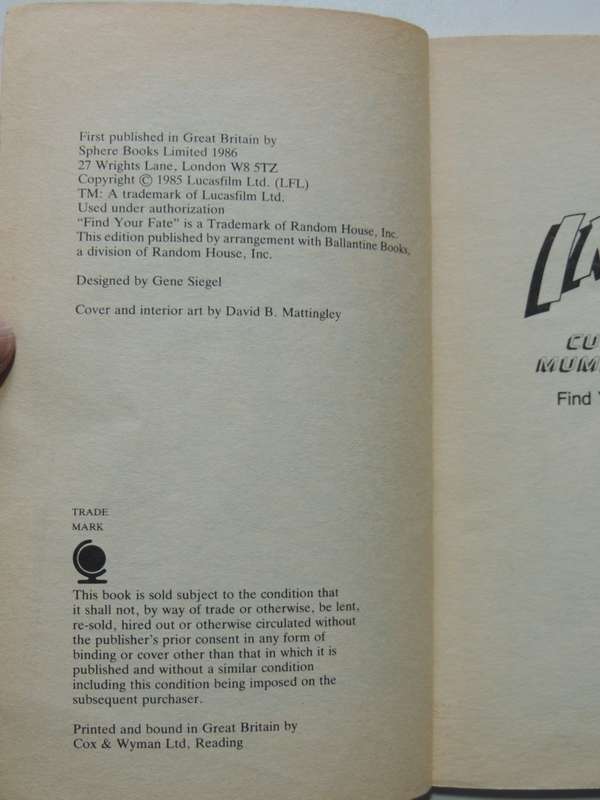 First published in Great Britain by
Sphere Books Limited 1986
27 Wrights Lane, London W8 5TZ
Copyright © 1985 Lucasfilm Ltd. (LFL)
TM: A trademark of Lucasfilm Ltd.
Used under authorization
"Find Your Fate" is a Trademark of Random House, Inc.
This edition published by arrangement with Ballantine Books,
a division of Random House, Inc.
Designed by Gene Siegel
Cover and interior art by David B. Mattingley
TRADE
MARK
This book is sold subject to the condition that
it shall not, by way of trade or otherwise, be lent,
re-sold, hired out or otherwise circulated without
the publisher's prior consent in any form of
binding or cover other than that in which it is
published and without a similar condition
including this condition being imposed on the
subsequent purchaser.
Printed and bound in Great Britain by
Cox & Wyman Ltd, Reading
CU
MUM
Find